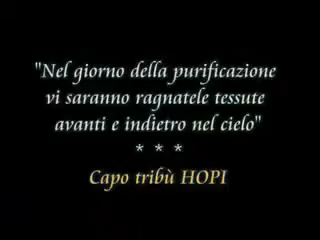 "Nel giorno della purificazione
vi saranno ragnatele tessute
avanti e indietro nel cielo"
* * *
Capo tribù HOPI